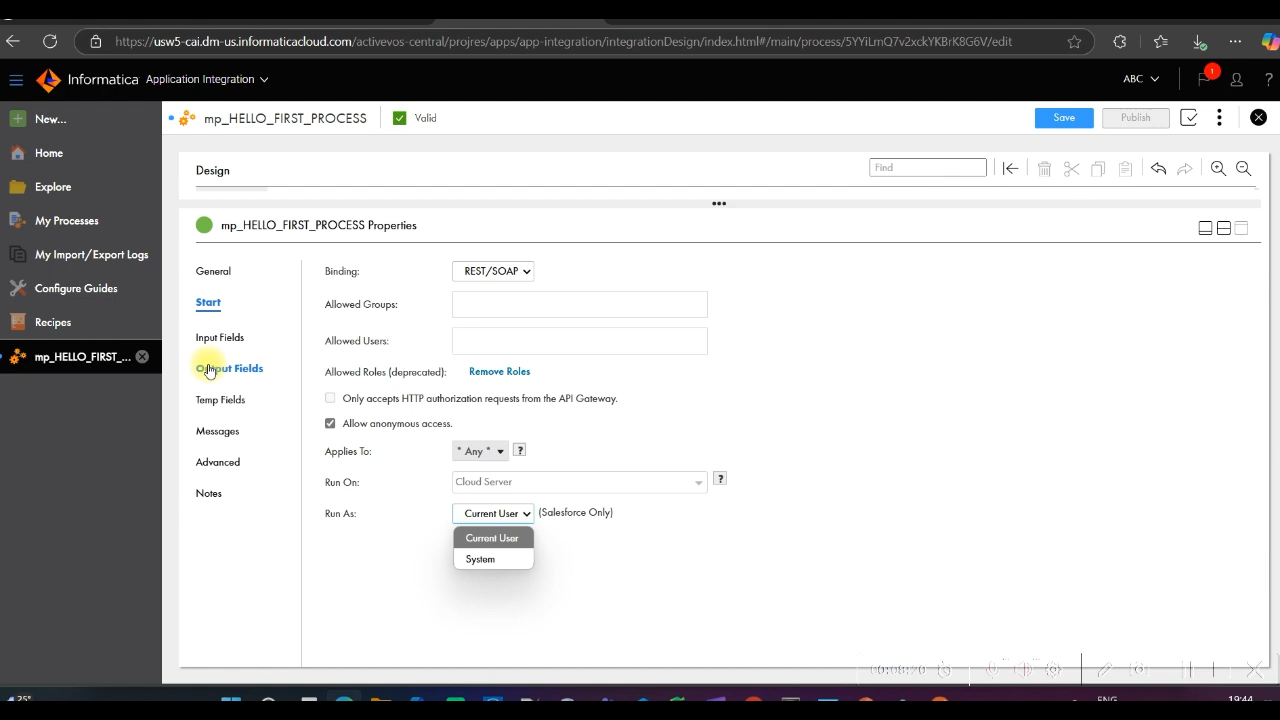 https://usw5-cai.dm-us.informaticacloud.com/activevos-central/projres/apps/app-integration/integrationDesign/index.html#/main/process/5YYiLmQ7v2xckYKBrK8G6V/edit
Informatica Application Integration
ABC
1
?
New...
mp_HELLO_FIRST_PROCESS
Valid
Save
Publish
Home
Explore
My Processes
My Import/Export Logs
Configure Guides
Recipes
mp_HELLO_FIRST_...
Design
Find
mp_HELLO_FIRST_PROCESS Properties
General
Start
Input Fields
Output Fields
Temp Fields
Messages
Advanced
Notes
Binding:
REST/SOAP
Allowed Groups:
Allowed Users:
Allowed Roles (deprecated):
Remove Roles
Only accepts HTTP authorization requests from the API Gateway.
Allow anonymous access.
Applies To:
* Any *
?
Run On:
Cloud Server
?
Run As:
Current User
(Salesforce Only)
Current User
System
25°
ENG
19:44